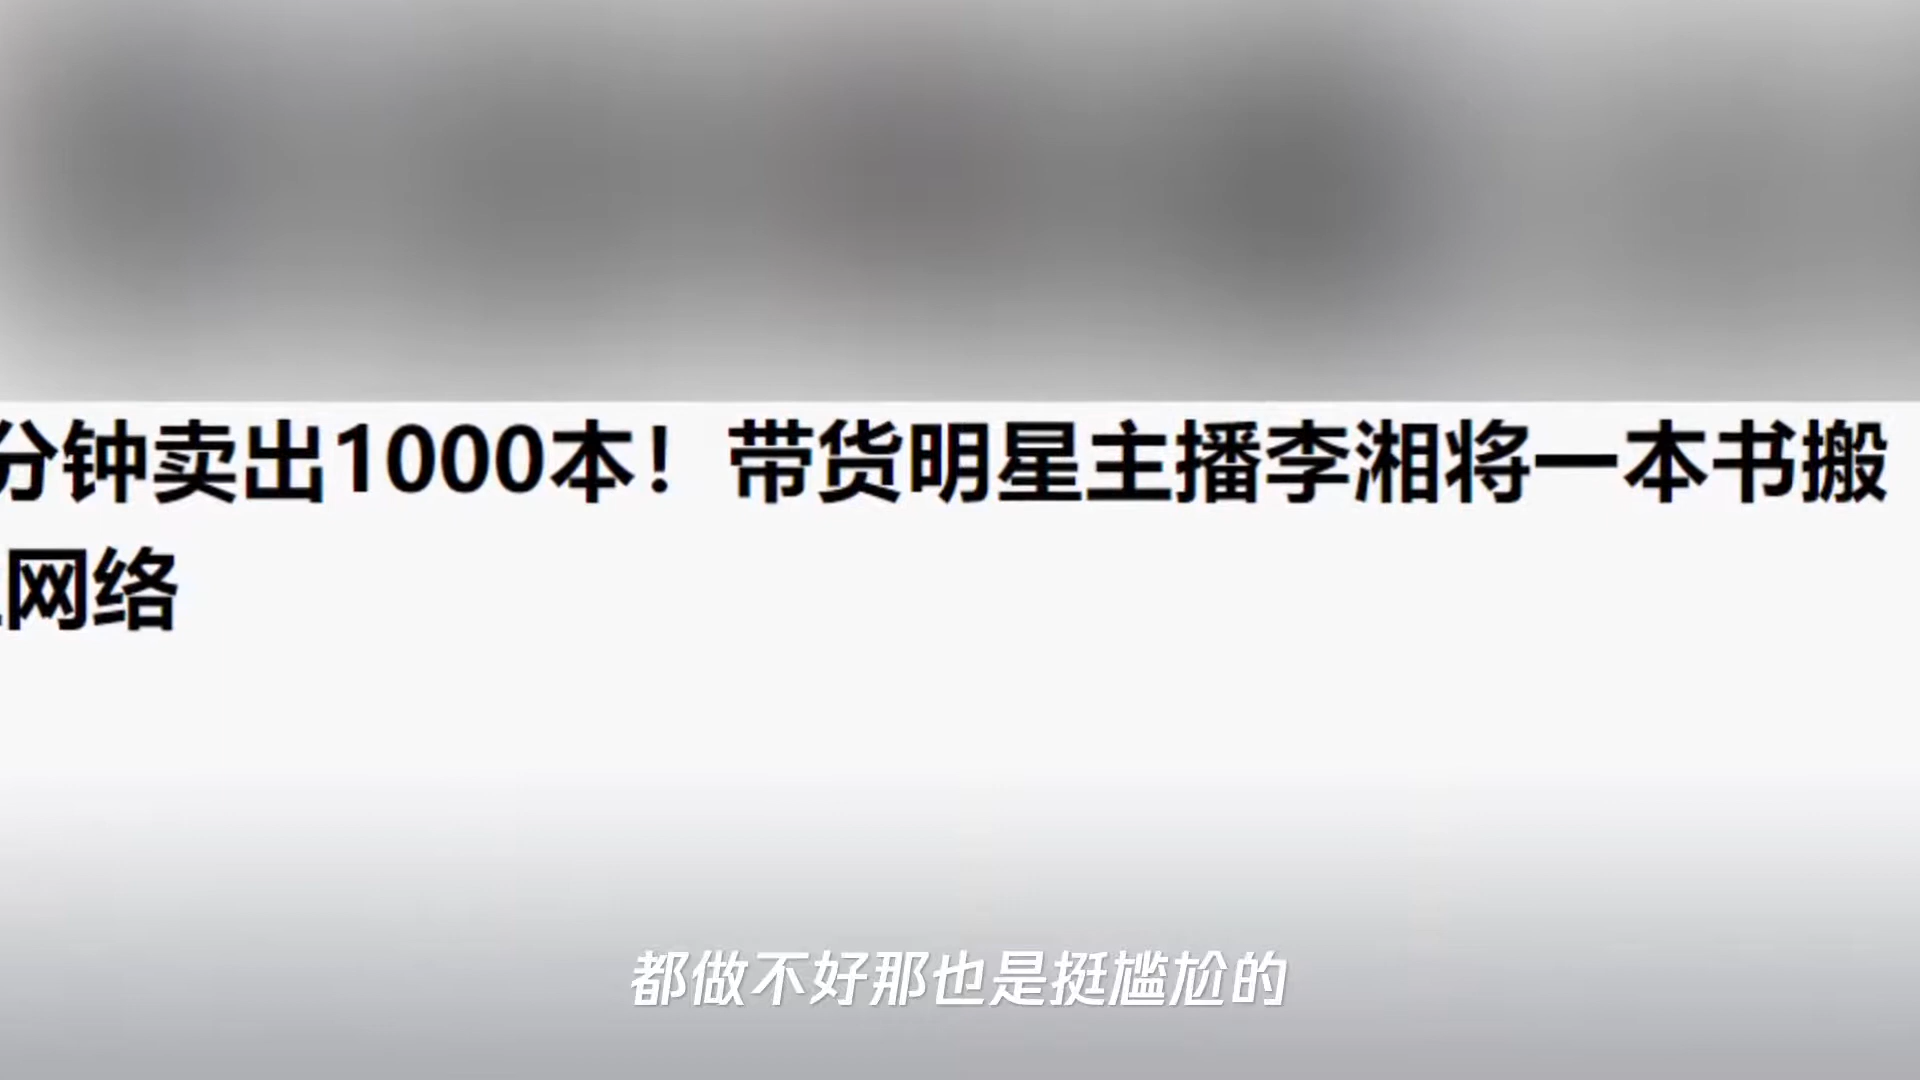 分钟卖出1000本！带货明星主播李湘将一本书搬
网络
都做不好那也是挺尴尬的